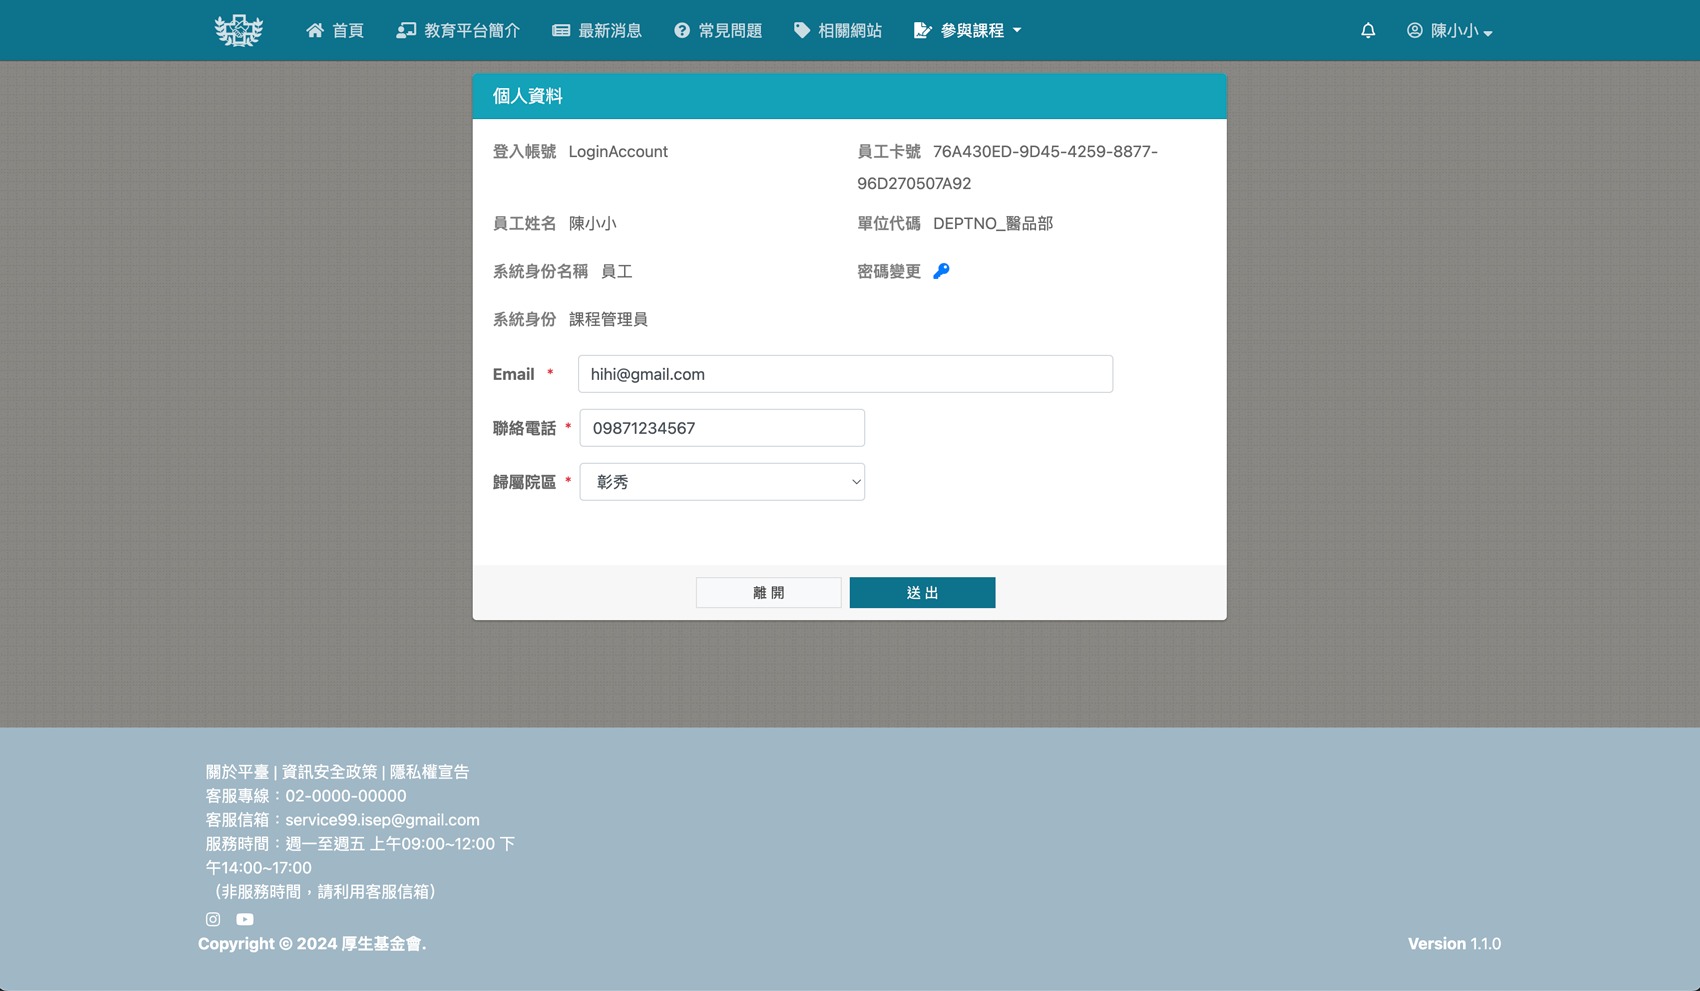 首頁 教育平台簡介 最新消息 常見問題 相關網站 參與課程 陳小小
個人資料
登入帳號 LoginAccount
員工卡號 76A430ED-9D45-4259-8877-
96D270507A92
員工姓名 陳小小
單位代碼 DEPTNO_醫品部
系統身份名稱 員工
密碼變更
系統身份 課程管理員
Email * hihi@gmail.com
聯絡電話 * 09871234567
歸屬院區 * 彰秀
離 開 送 出
關於平臺 | 資訊安全政策 | 隱私權宣告
客服專線：02-0000-00000
客服信箱：service99.isep@gmail.com
服務時間：週一至週五 上午09:00~12:00 下
午14:00~17:00
（非服務時間，請利用客服信箱）
Copyright © 2024 厚生基金會.
Version 1.1.0